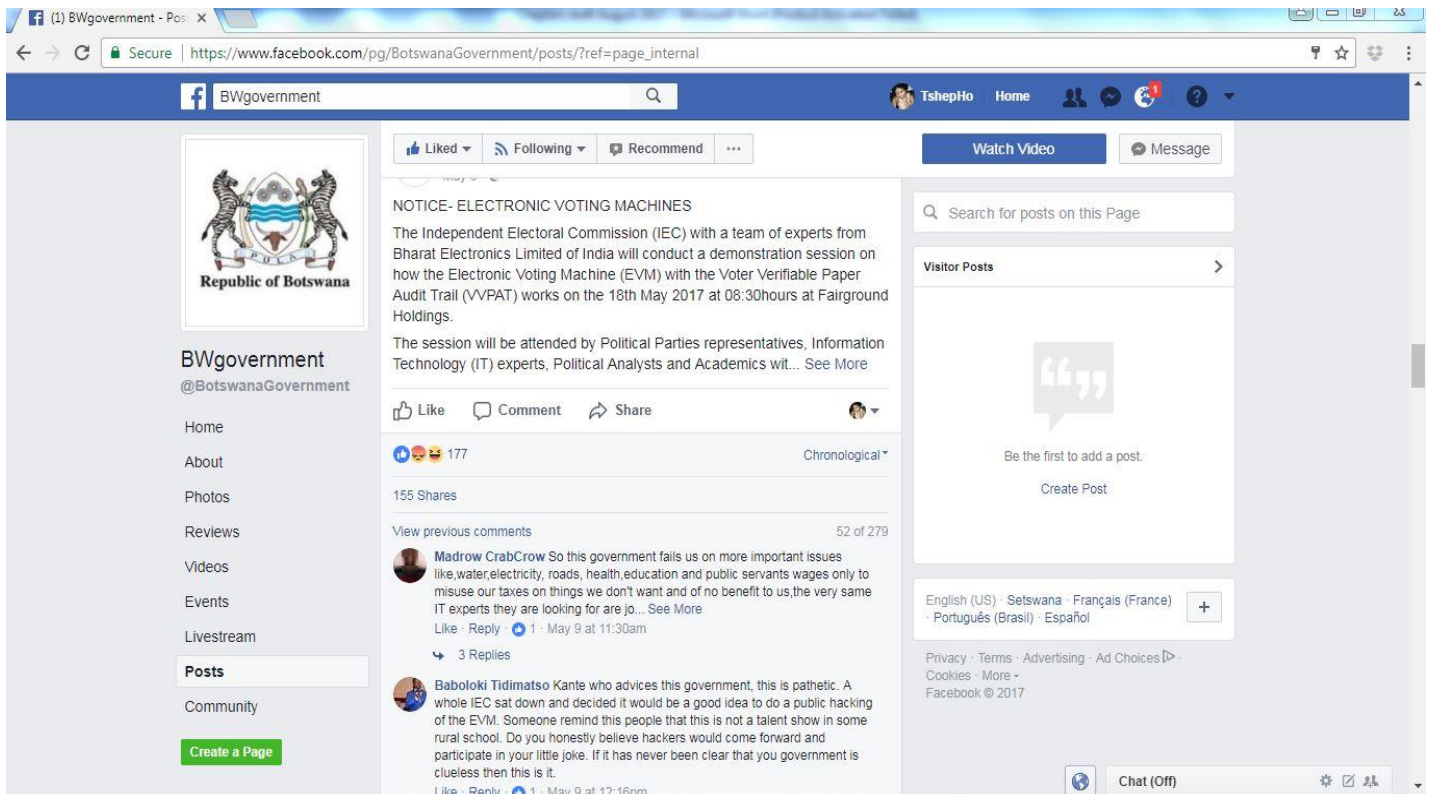 (1) BWgovernment - Pos
Secure https://www.facebook.com/pg/BotswanaGovernment/posts/?ref=page_internal
BWgovernment
TshepHo Home 1
PULA
Republic of Botswana
BWgovernment
@BotswanaGovernment
Home
About
Photos
Reviews
Videos
Events
Livestream
Posts
Community
Create a Page
Liked Following Recommend ...
Watch Video Message
NOTICE- ELECTRONIC VOTING MACHINES
The Independent Electoral Commission (IEC) with a team of experts from
Bharat Electronics Limited of India will conduct a demonstration session on
how the Electronic Voting Machine (EVM) with the Voter Verifiable Paper
Audit Trail (VVPAT) works on the 18th May 2017 at 08:30hours at Fairground
Holdings.
The session will be attended by Political Parties representatives, Information
Technology (IT) experts, Political Analysts and Academics wit... See More
Like Comment Share
177 Chronological
155 Shares
View previous comments 52 of 279
Madrow CrabCrow So this government fails us on more important issues
like,water,electricity, roads, health,education and public servants wages only to
misuse our taxes on things we don't want and of no benefit to us,the very same
IT experts they are looking for are jo... See More
Like · Reply · 1 · May 9 at 11:30am
3 Replies
Baboloki Tidimatso Kante who advices this government, this is pathetic. A
whole IEC sat down and decided it would be a good idea to do a public hacking
of the EVM. Someone remind this people that this is not a talent show in some
rural school. Do you honestly believe hackers would come forward and
participate in your little joke. If it has never been clear that you government is
clueless then this is it.
Like · Reply · 1 · May 9 at 12:16pm
Search for posts on this Page
Visitor Posts
Be the first to add a post.
Create Post
English (US) · Setswana · Français (France)
· Português (Brasil) · Español
Privacy · Terms · Advertising · Ad Choices ·
Cookies · More
Facebook © 2017
Chat (Off)